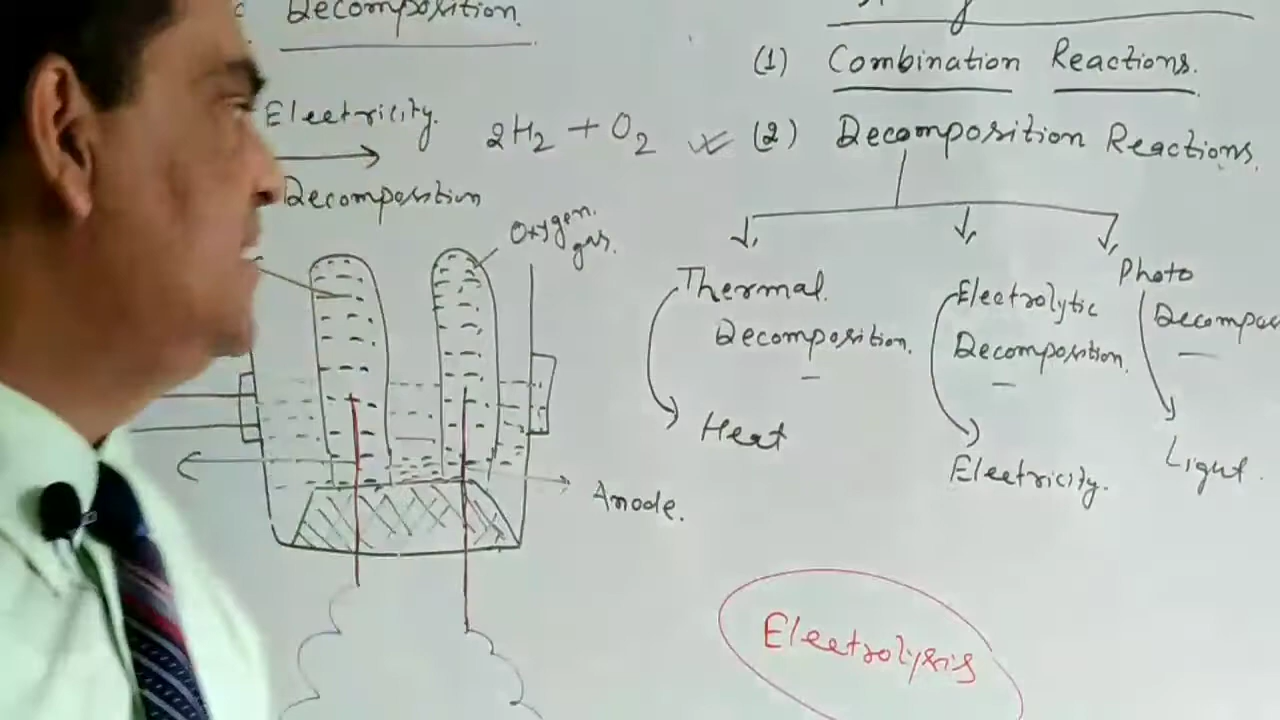 Decomposition.
Electricity.
2H2 + O2
Decomposition
Oxygen
gas.
Anode.
(1) Combination Reactions.
(2) Decomposition Reactions.
Thermal
Decomposition.
Heat
Electrolytic
Decomposition.
Electricity.
Photo
Light.
Electrolysis